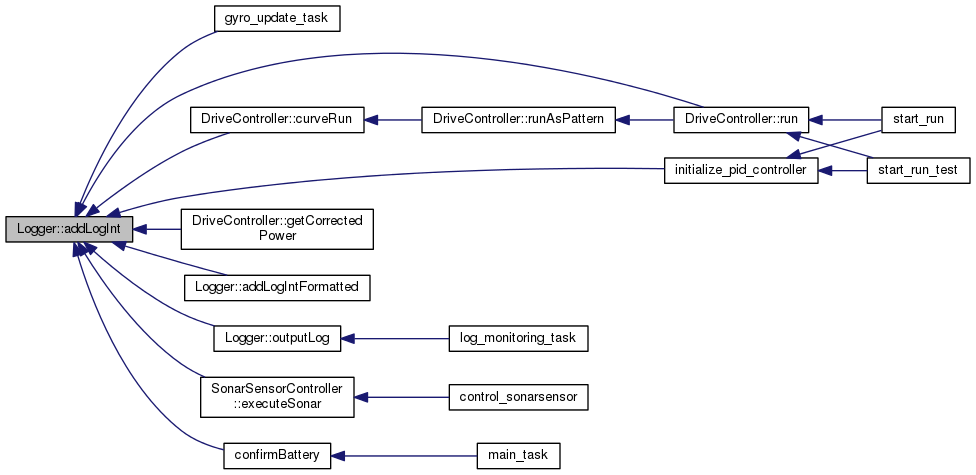 gyro_update_task
DriveController::curveRun
DriveController::runAsPattern
DriveController::run
start_run
initialize_pid_controller
start_run_test
Logger::addLogInt
DriveController::getCorrected
Power
Logger::addLogIntFormatted
Logger::outputLog
log_monitoring_task
SonarSensorController
::executeSonar
control_sonarsensor
confirmBattery
main_task